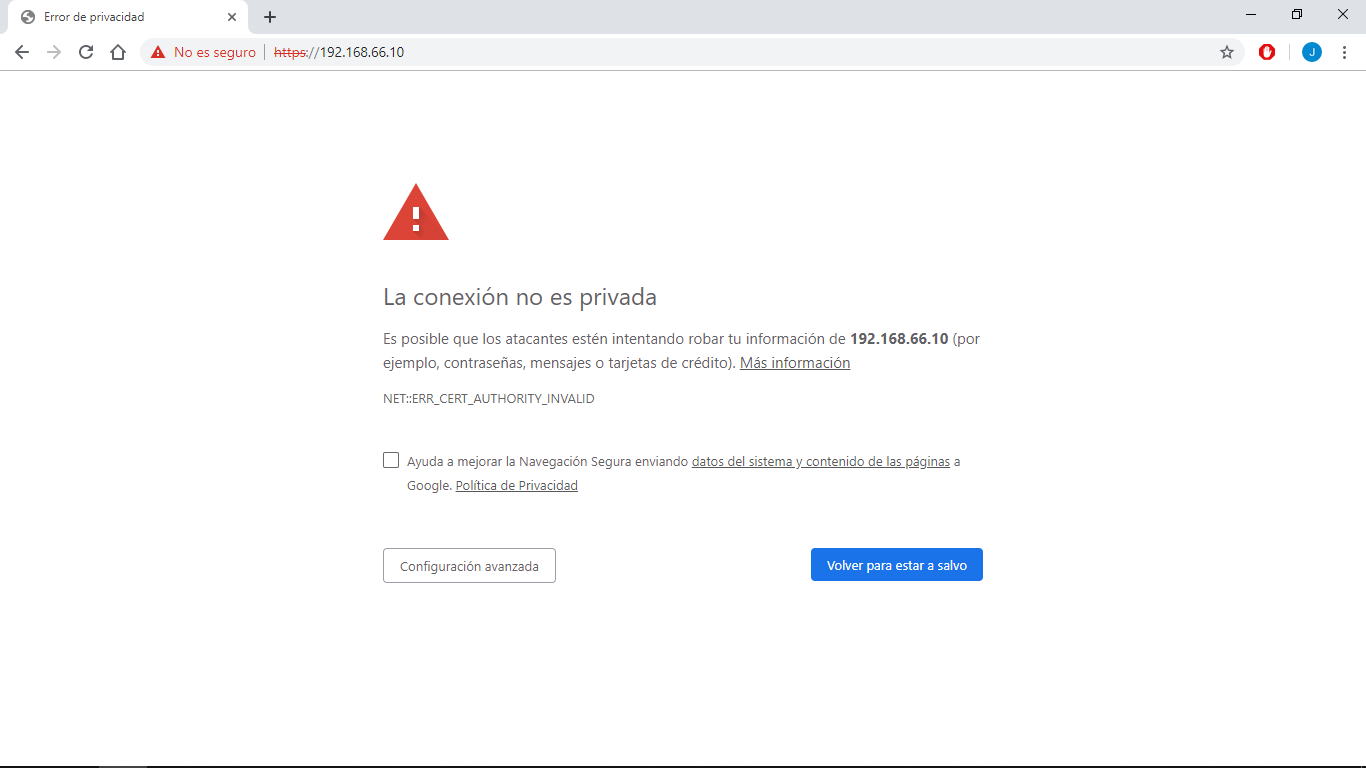 Error de privacidad
No es seguro
https://192.168.66.10
J
La conexión no es privada
Es posible que los atacantes estén intentando robar tu información de 192.168.66.10 (por
ejemplo, contraseñas, mensajes o tarjetas de crédito). Más información
NET::ERR_CERT_AUTHORITY_INVALID
Ayuda a mejorar la Navegación Segura enviando datos del sistema y contenido de las páginas a
Google. Política de Privacidad
Configuración avanzada
Volver para estar a salvo